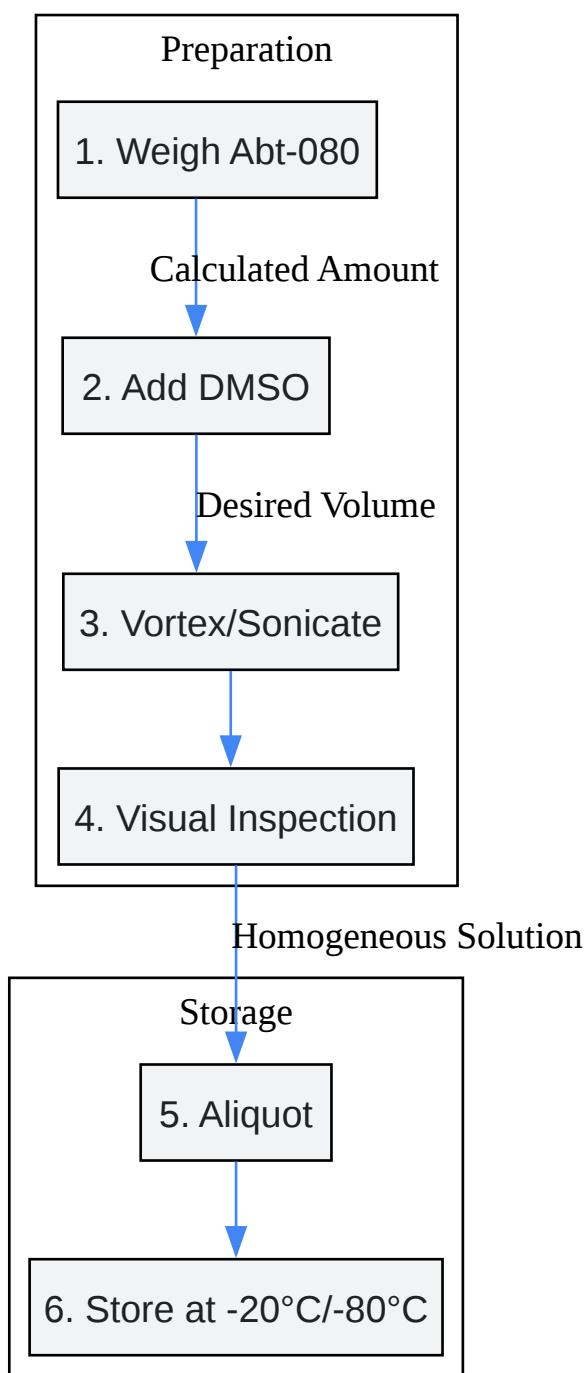 Preparation
1. Weigh Abt-080
Calculated Amount
2. Add DMSO
Desired Volume
3. Vortex/Sonicate
4. Visual Inspection
Homogeneous Solution
Storage
5. Aliquot
6. Store at -20°C/-80°C